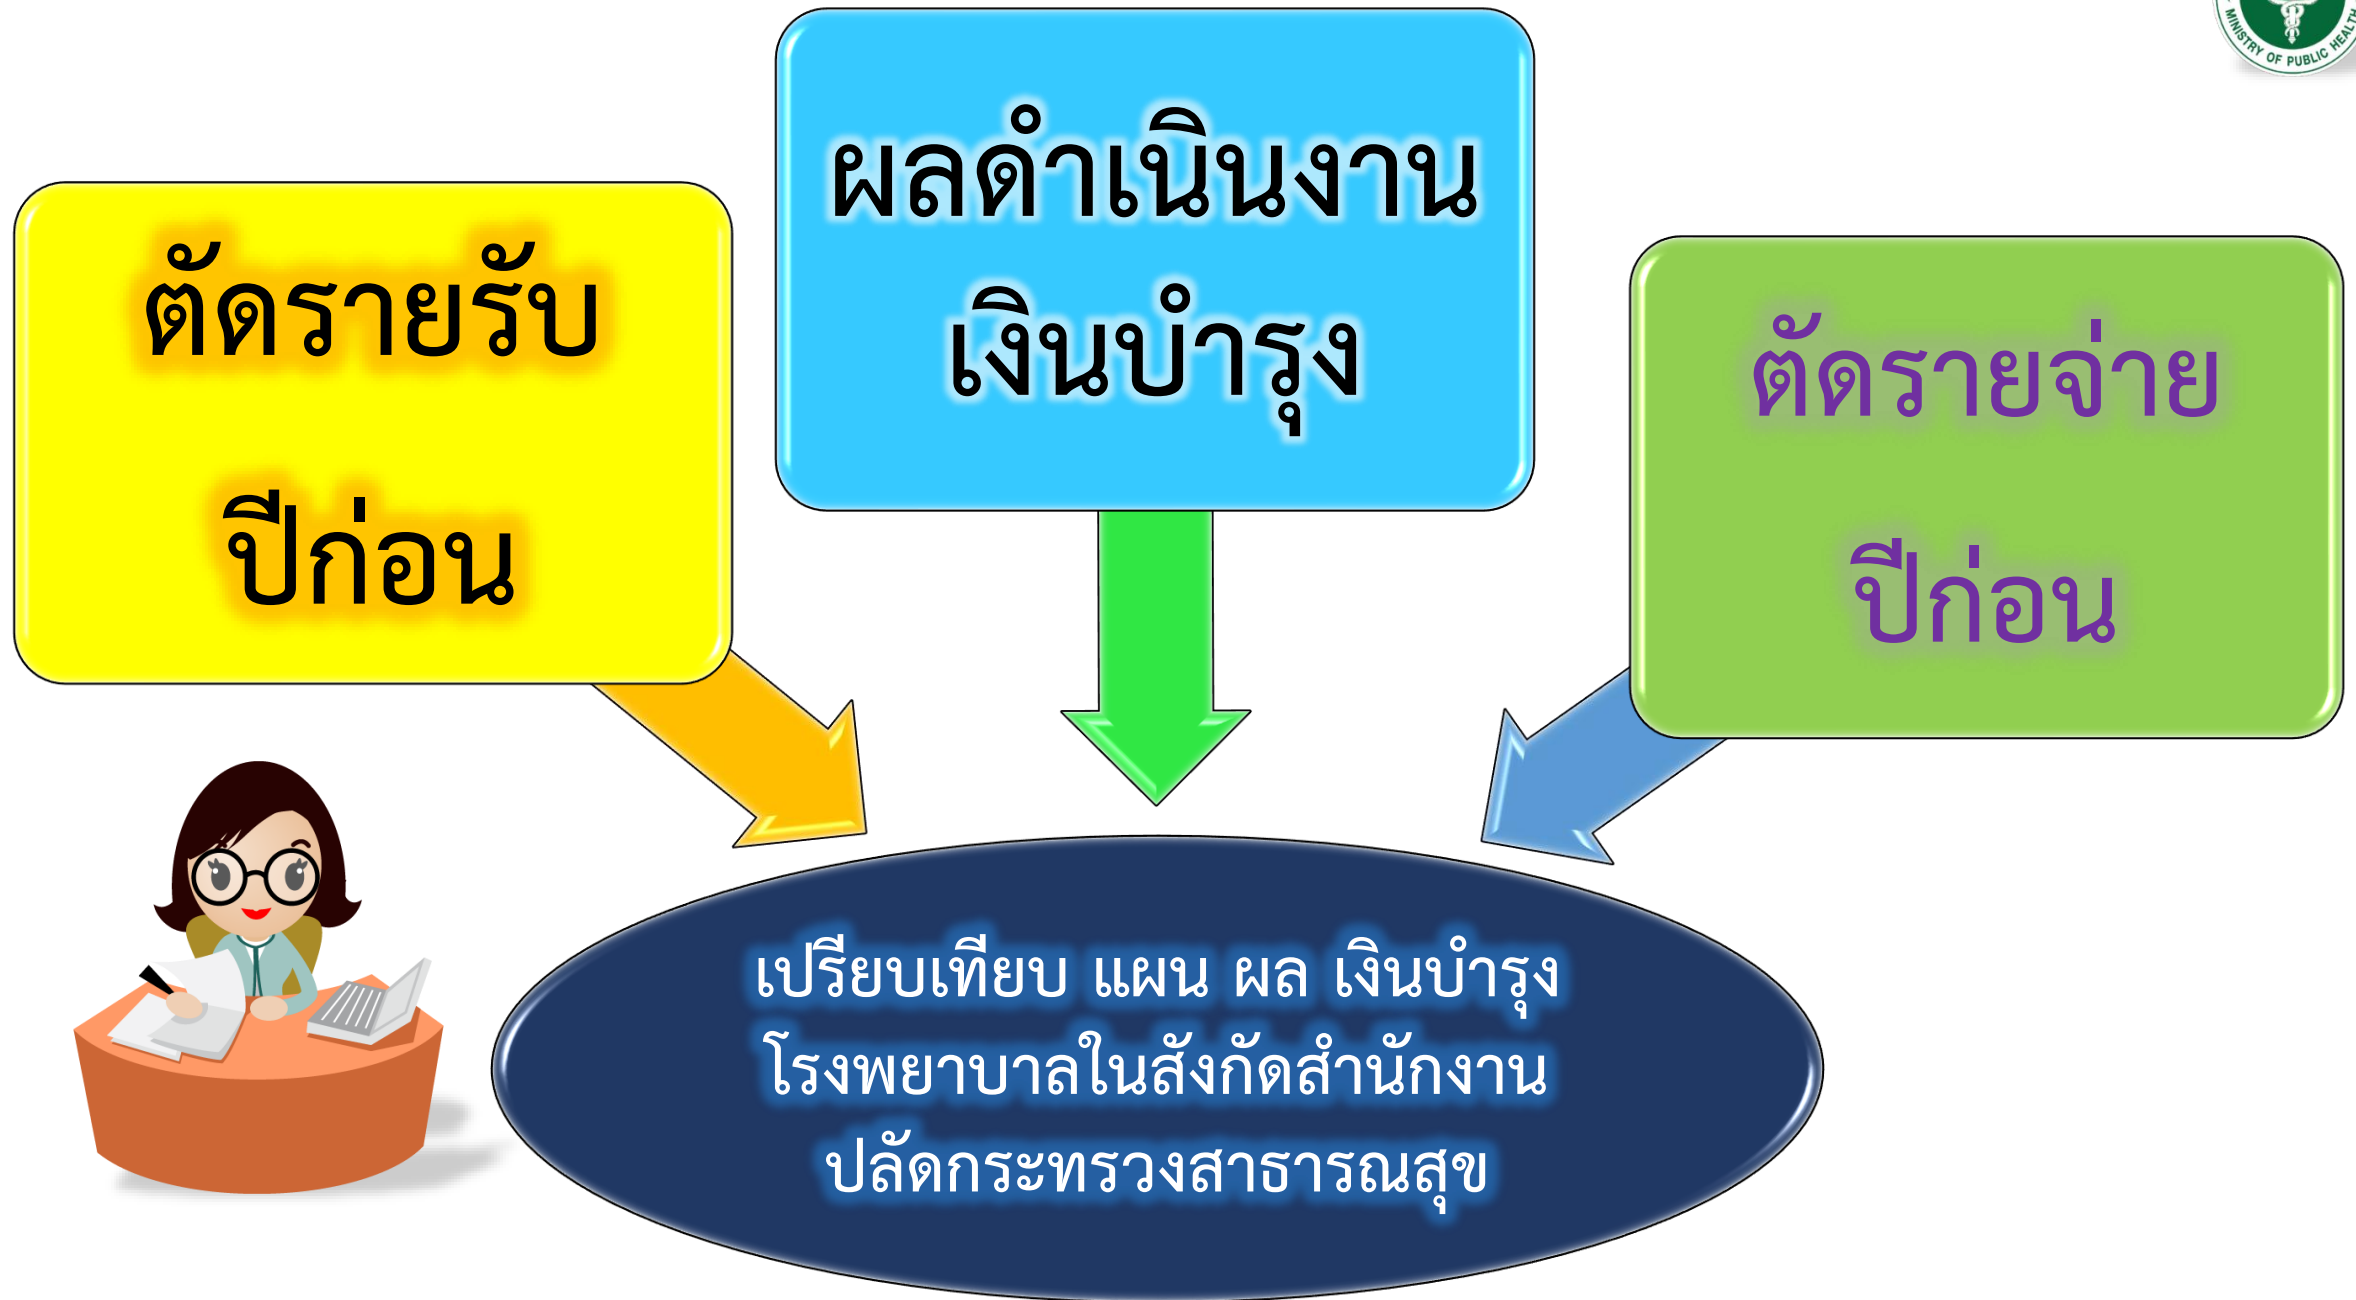 MINISTRY OF PUBLIC HEALTH
ผลดำเนินงาน
เงินบำรุง
ตัดรายรับ
ปีก่อน
ตัดรายจ่าย
ปีก่อน
เปรียบเทียบ แผน ผล เงินบำรุง
โรงพยาบาลในสังกัดสำนักงาน
ปลัดกระทรวงสาธารณสุข